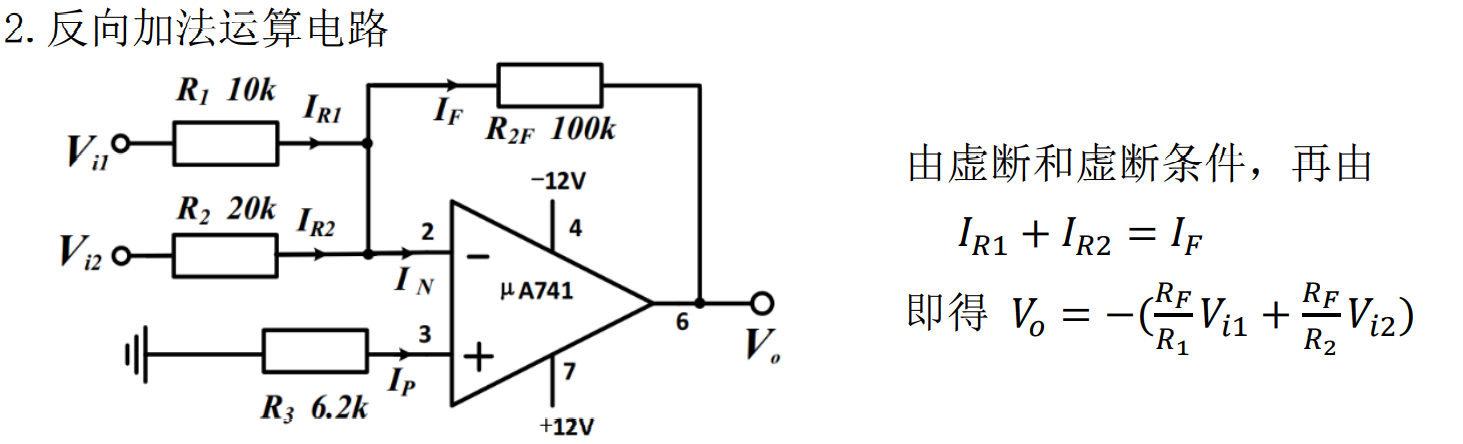 2. 反向加法运算电路
R1 10k
IR1
Vi1
IF
R2F 100k
−12V
4
R2 20k
IR2
Vi2
2
−
IN
μA741
6
Vo
3
+
IP
7
R3 6.2k
+12V
由虚断和虚断条件，再由
IR1 + IR2 = IF
即得 Vo = −(RF/R1 Vi1 + RF/R2 Vi2)